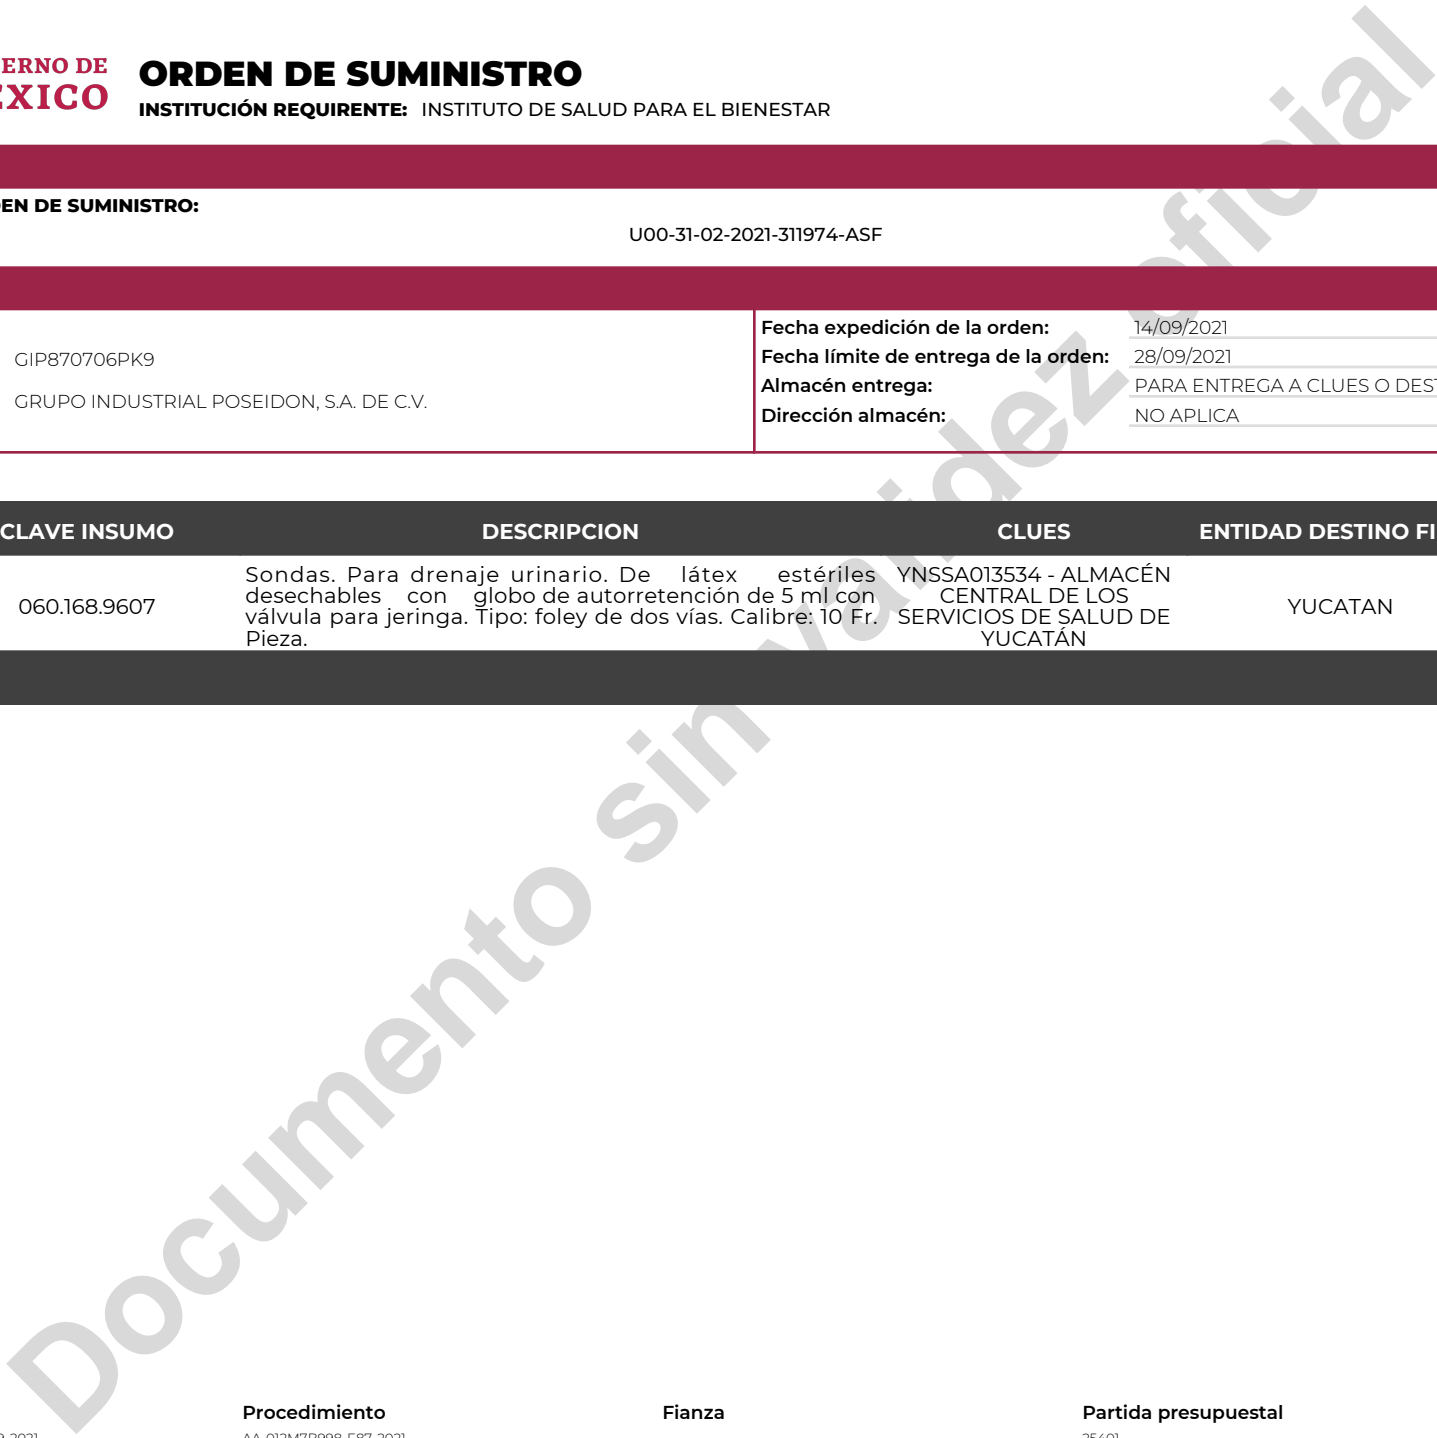 ERNO DE
EXICO
ORDEN DE SUMINISTRO
INSTITUCIÓN REQUIRENTE: INSTITUTO DE SALUD PARA EL BIENESTAR
EN DE SUMINISTRO:
U00-31-02-2021-311974-ASF
GIP870706PK9
GRUPO INDUSTRIAL POSEIDON, S.A. DE C.V.
Fecha expedición de la orden: 14/09/2021
Fecha límite de entrega de la orden: 28/09/2021
Almacén entrega: PARA ENTREGA A CLUES O DEST
Dirección almacén: NO APLICA
CLAVE INSUMO DESCRIPCION CLUES ENTIDAD DESTINO FI
060.168.9607
Sondas. Para drenaje urinario. De látex estériles
desechables con globo de autorretención de 5 ml con
válvula para jeringa. Tipo: foley de dos vías. Calibre: 10 Fr.
Pieza.
YNSSA013534 - ALMACÉN
CENTRAL DE LOS
SERVICIOS DE SALUD DE
YUCATÁN
YUCATAN
Documento sin validez oficial
Procedimiento Fianza Partida presupuestal